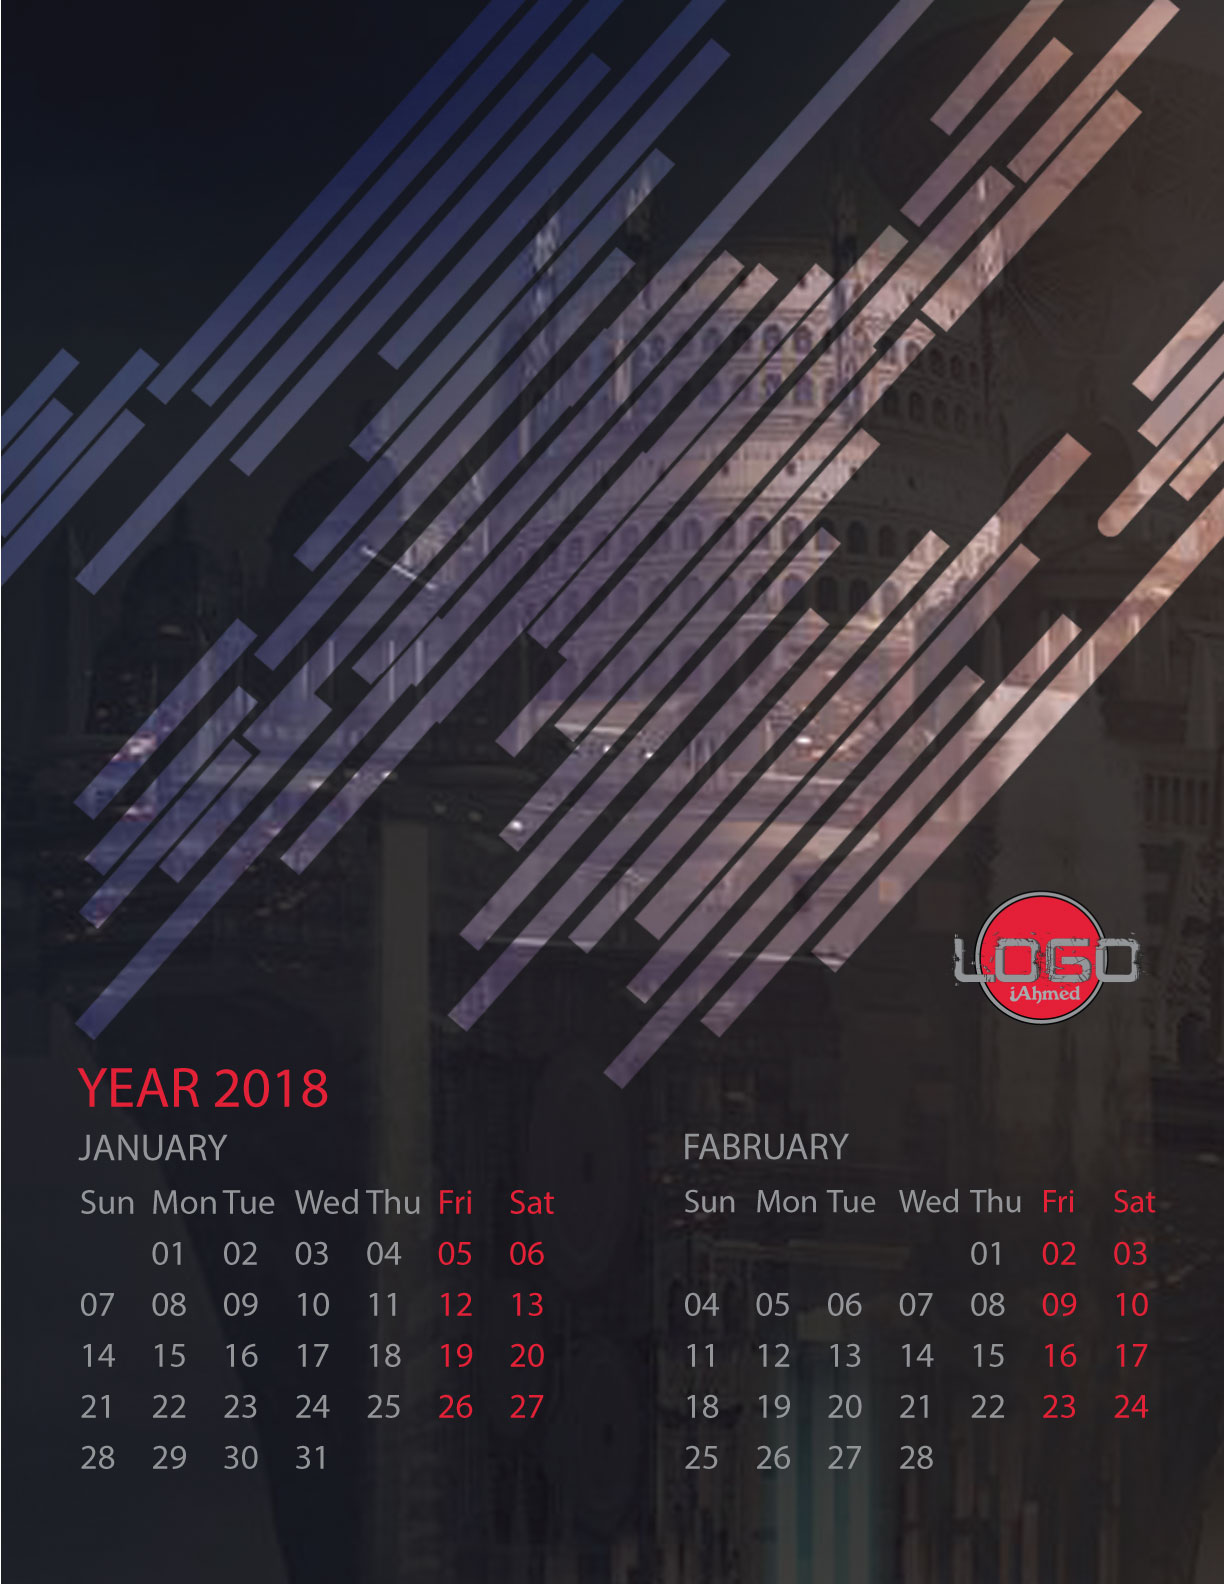 LOGO
iAhmed
YEAR 2018
JANUARY
Sun Mon Tue Wed Thu Fri Sat
01 02 03 04 05 06
07 08 09 10 11 12 13
14 15 16 17 18 19 20
21 22 23 24 25 26 27
28 29 30 31
FABRUARY
Sun Mon Tue Wed Thu Fri Sat
01 02 03
04 05 06 07 08 09 10
11 12 13 14 15 16 17
18 19 20 21 22 23 24
25 26 27 28